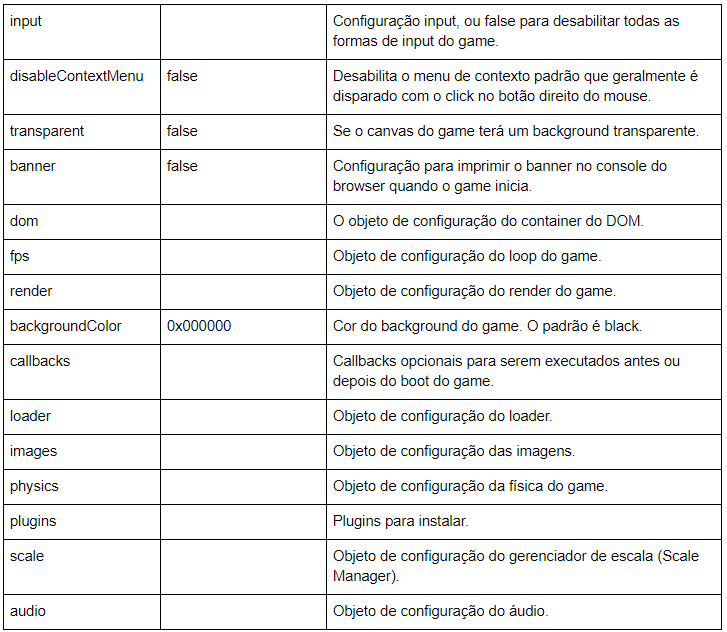 input Configuração input, ou false para desabilitar todas as
formas de input do game.
disableContextMenu false Desabilita o menu de contexto padrão que geralmente é
disparado com o click no botão direito do mouse.
transparent false Se o canvas do game terá um background transparente.
banner false Configuração para imprimir o banner no console do
browser quando o game inicia.
dom O objeto de configuração do container do DOM.
fps Objeto de configuração do loop do game.
render Objeto de configuração do render do game.
backgroundColor 0x000000 Cor do background do game. O padrão é black.
callbacks Callbacks opcionais para serem executados antes ou
depois do boot do game.
loader Objeto de configuração do loader.
images Objeto de configuração das imagens.
physics Objeto de configuração da física do game.
plugins Plugins para instalar.
scale Objeto de configuração do gerenciador de escala (Scale
Manager).
audio Objeto de configuração do áudio.